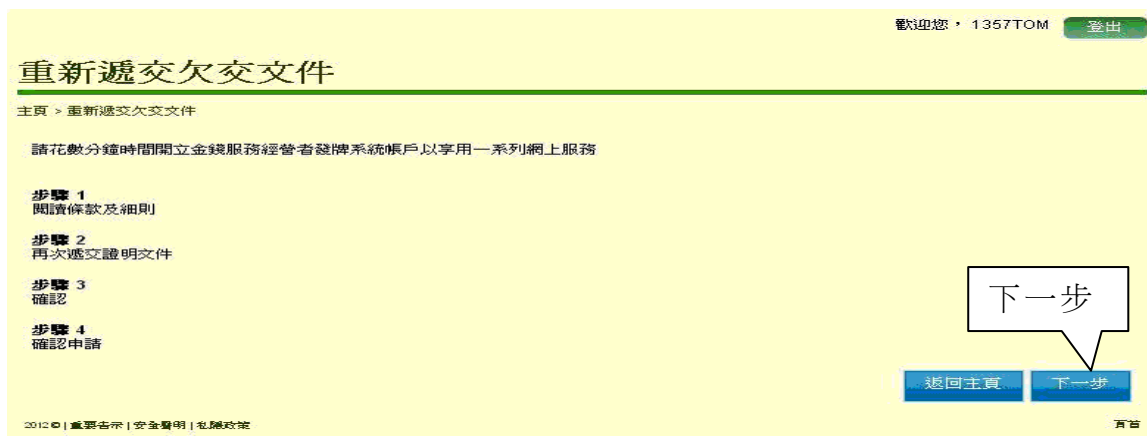 歡迎您, 1357TOM 登出
重新遞交欠交文件
主頁 > 重新遞交欠交文件
請花數分鐘時間開立金錢服務經營者發牌系統帳戶以享用一系列網上服務
步驟 1
閱讀條款及細則
步驟 2
再次遞交證明文件
步驟 3
確認
步驟 4
確認申請
下一步
返回主頁 下一步
2012© | 重要告示 | 安全聲明 | 私隱政策 頁首